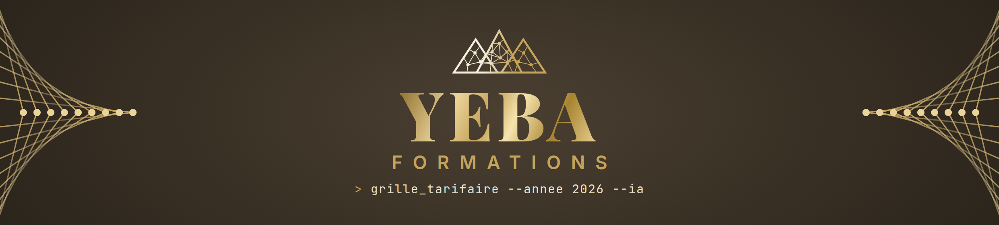 YEBA
FORMATIONS
> grille_tarifaire --annee 2026 --ia